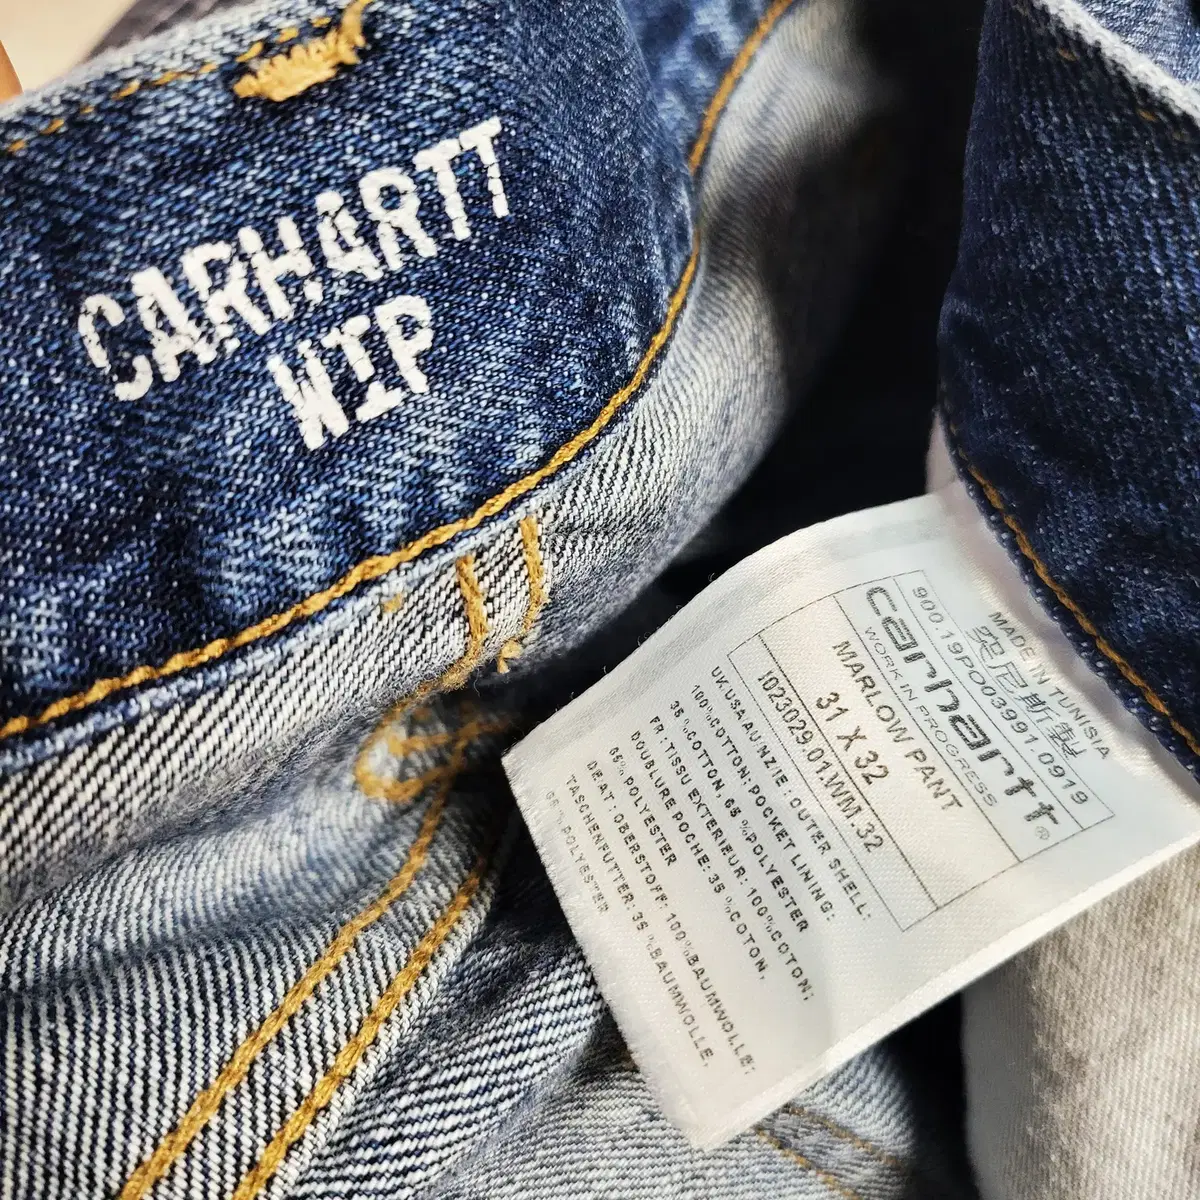 CARHARTT
WIP
MADE IN TUNISIA
突尼斯製
900.19PO03991.0919
carhartt®
WORK IN PROGRESS
MARLOW PANT
31 X 32
I023029.01.WM.32
UK.USA.AU.NZ/IE : OUTER SHELL:
100%COTTON; POCKET LINING:
35 %COTTON, 65 %POLYESTER
FR : TISSU EXTERIEUR: 100%COTON;
DOUBLURE POCHE: 35 %COTON,
65% POLYESTER
DE.AT : OBERSTOFF: 100%BAUMWOLLE;
TASCHENFUTTER: 35 %BAUMWOLLE,
POLYESTER